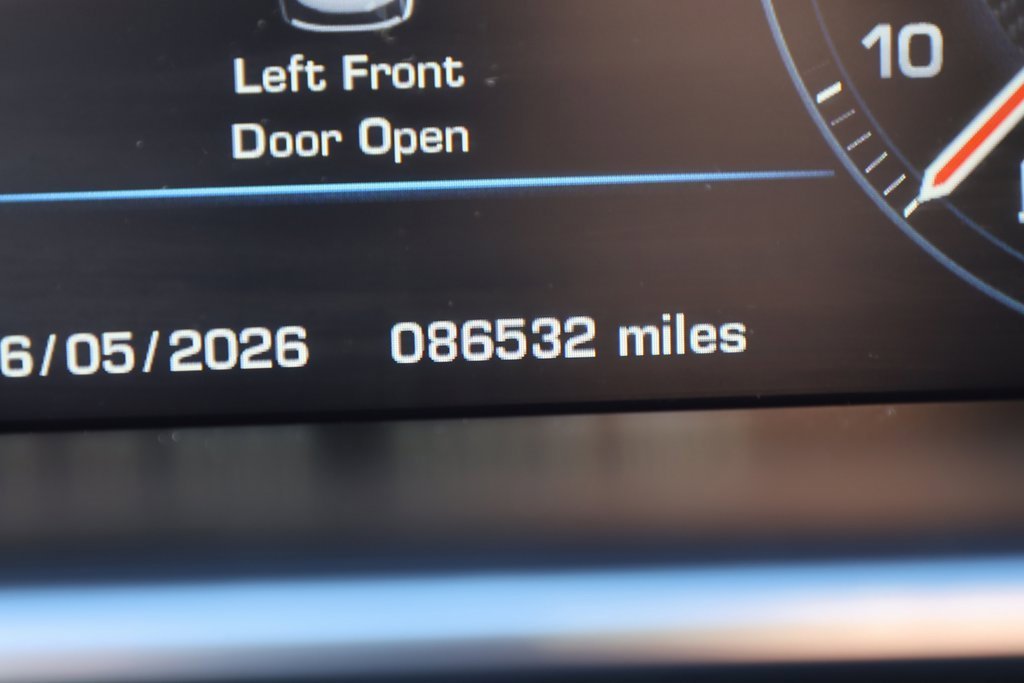 Left Front
Door Open
10
6/05/2026 086532 miles